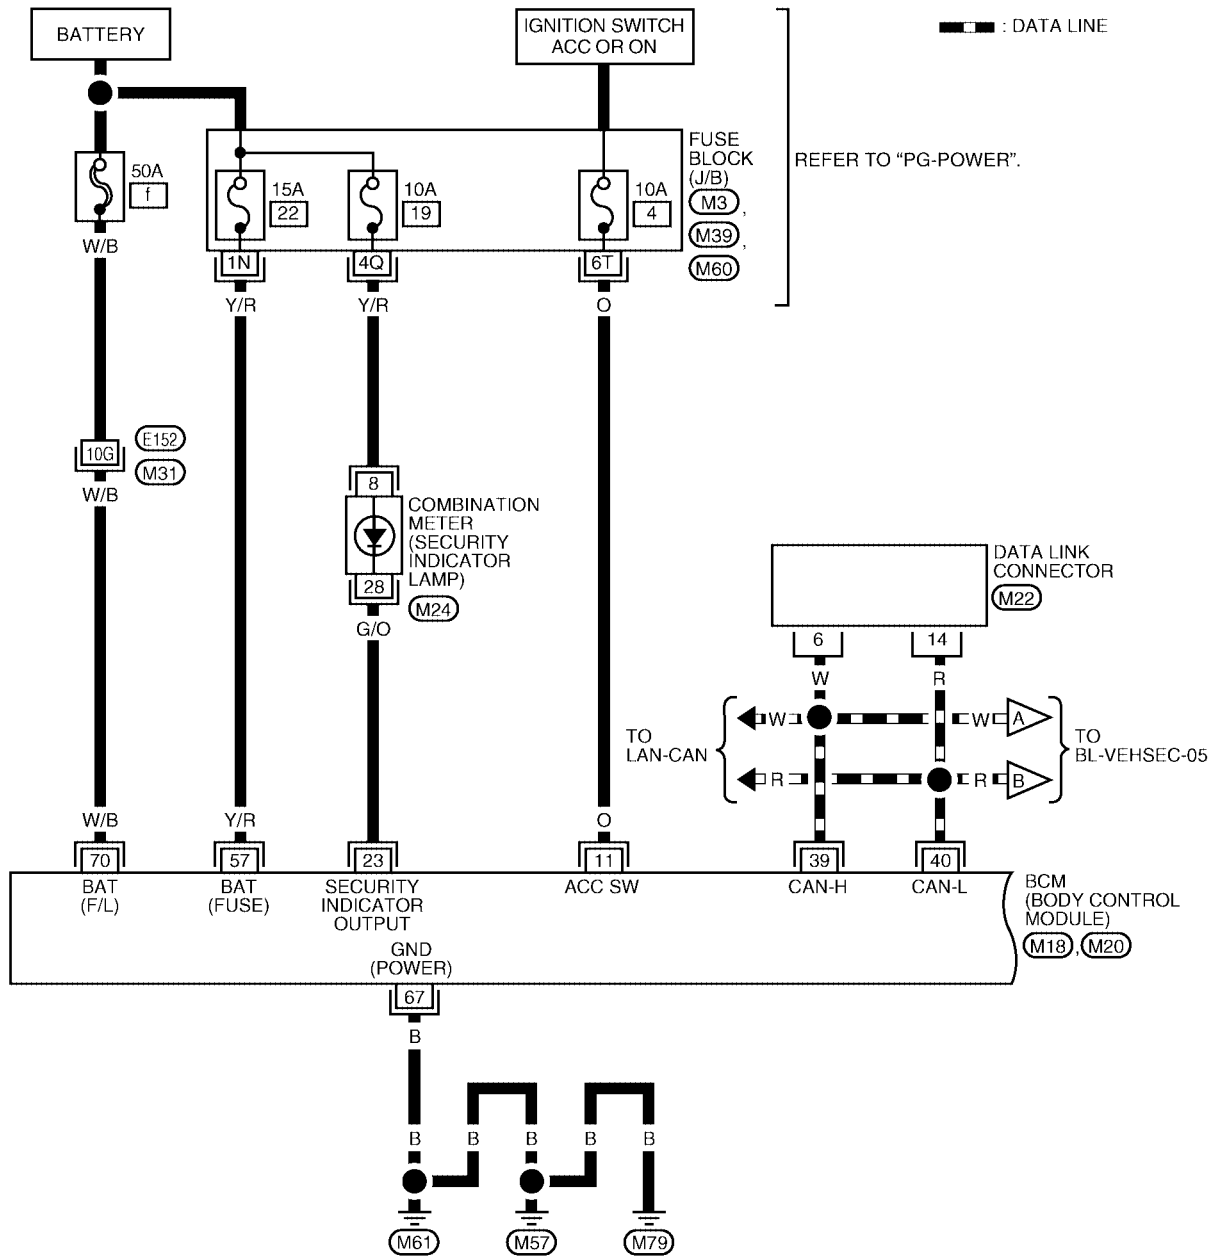 BATTERY
IGNITION SWITCH
ACC OR ON
: DATA LINE
50A
f
W/B
15A
22
10A
19
10A
4
FUSE
BLOCK
(J/B)
M3 ,
M39 ,
M60
REFER TO “PG-POWER”.
1N
4Q
6T
Y/R
Y/R
O
10G
E152
M31
W/B
8
COMBINATION
METER
(SECURITY
INDICATOR
LAMP)
28
M24
G/O
DATA LINK
CONNECTOR
M22
6
14
W
R
W
W
A
TO
LAN-CAN
TO
BL-VEHSEC-05
R
R
B
W/B
Y/R
O
70
57
23
11
39
40
BAT
(F/L)
BAT
(FUSE)
SECURITY
INDICATOR
OUTPUT
ACC SW
CAN-H
CAN-L
BCM
(BODY CONTROL
MODULE)
M18 , M20
GND
(POWER)
67
B
B
B
B
B
B
M61
M57
M79